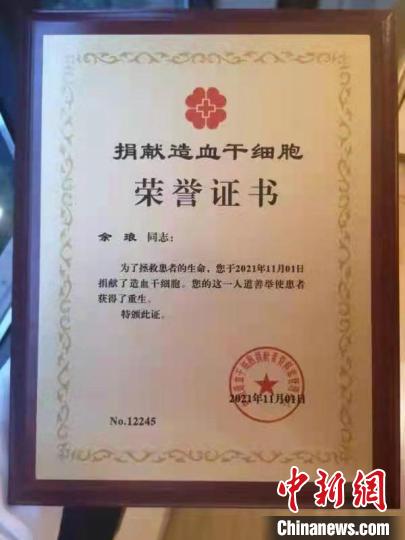 捐献造血干细胞
荣誉证书
余琅 同志：
为了拯救患者的生命，您于2021年11月01日
捐献了造血干细胞。您的这一人道善举使患者
获得了重生。
特颁此证。
2021年11月01日
No.12245
中新网
Chinanews.com